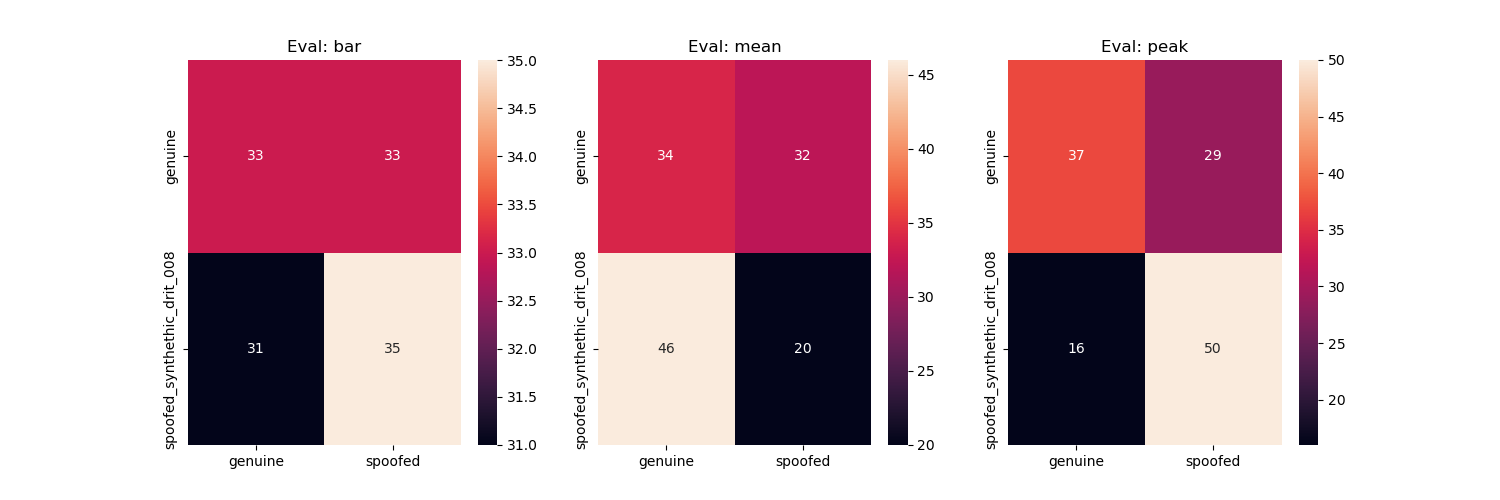 Eval: bar
genuine
spoofed_synthethic_drit_008
33 33
31 35
genuine spoofed
35.0
34.5
34.0
33.5
33.0
32.5
32.0
31.5
31.0
Eval: mean
genuine
spoofed_synthethic_drit_008
34 32
46 20
genuine spoofed
45
40
35
30
25
20
Eval: peak
genuine
spoofed_synthethic_drit_008
37 29
16 50
genuine spoofed
50
45
40
35
30
25
20